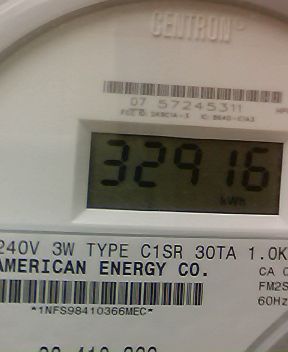 CENTRON®
07 57245311
32916
kWh
240V 3W TYPE C1SR 30TA 1.0K
AMERICAN ENERGY CO.
CA
FM2S
60Hz
*1NFS98410366MEC*